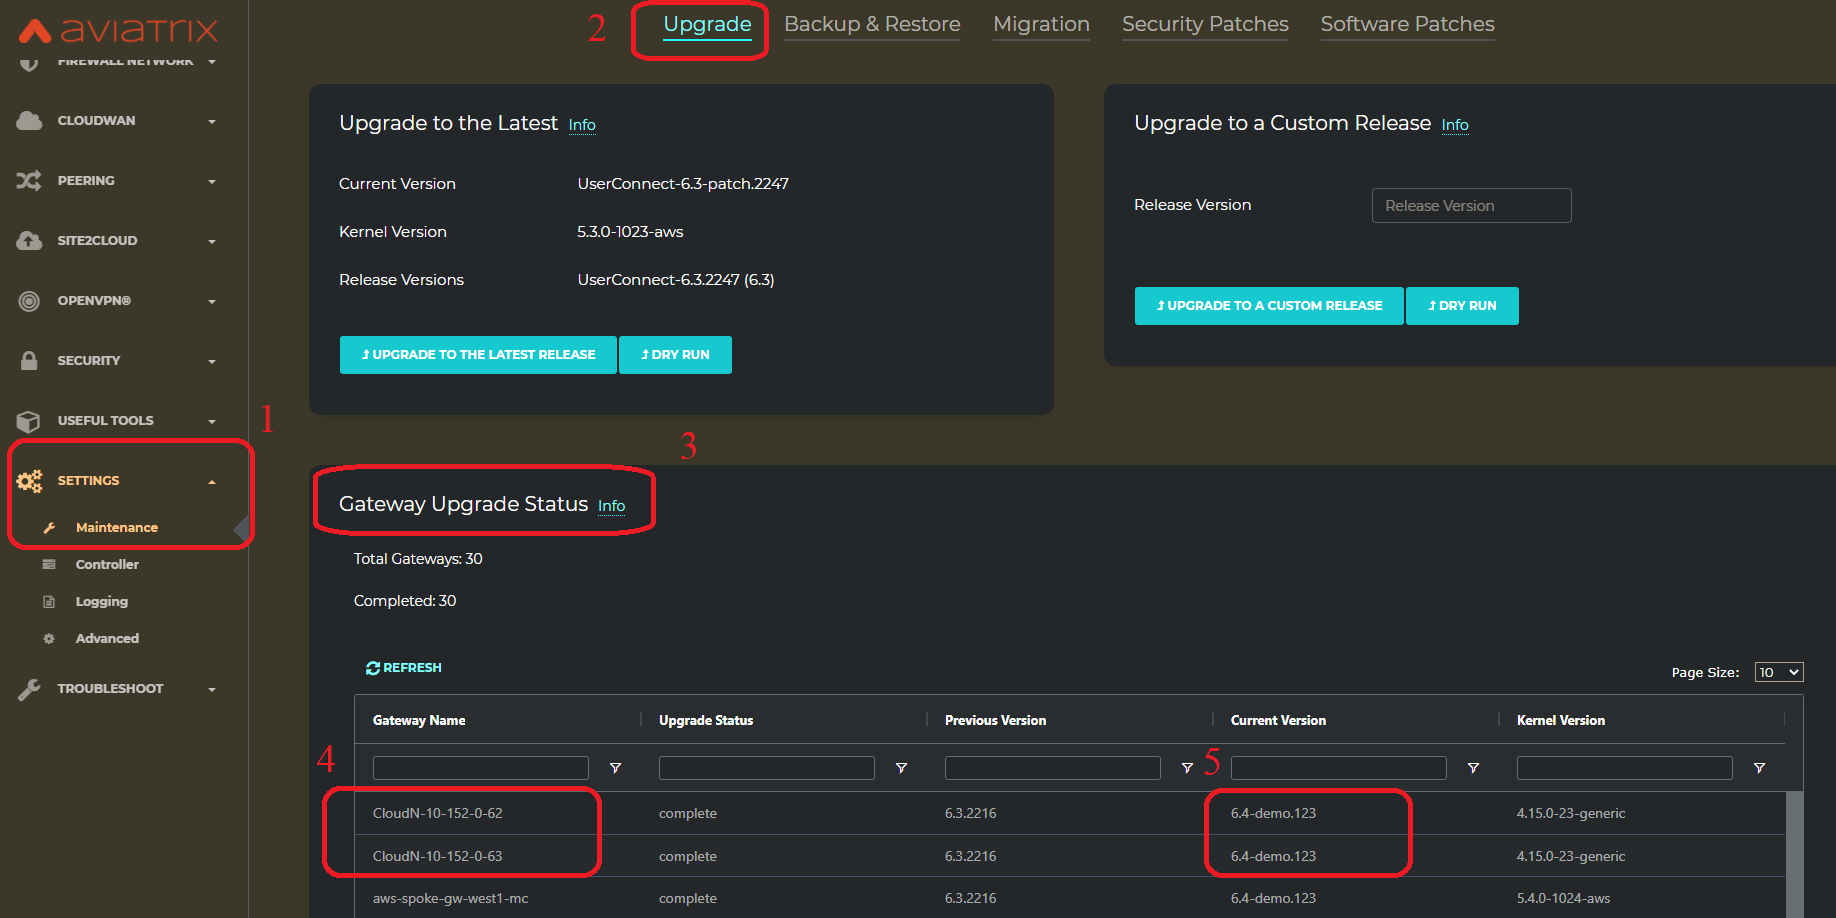 aviatrix
FIREWALL NETWORK
CLOUDWAN
PEERING
SITE2CLOUD
OPENVPN®
SECURITY
USEFUL TOOLS
1
SETTINGS
Maintenance
Controller
Logging
Advanced
TROUBLESHOOT
2 Upgrade Backup & Restore Migration Security Patches Software Patches
Upgrade to the Latest Info
Current Version UserConnect-6.3-patch.2247
Kernel Version 5.3.0-1023-aws
Release Versions UserConnect-6.3.2247 (6.3)
UPGRADE TO THE LATEST RELEASE DRY RUN
Upgrade to a Custom Release Info
Release Version Release Version
UPGRADE TO A CUSTOM RELEASE DRY RUN
3
Gateway Upgrade Status Info
Total Gateways: 30
Completed: 30
REFRESH
Page Size: 10
Gateway Name Upgrade Status Previous Version Current Version Kernel Version
4 5
CloudN-10-152-0-62 complete 6.3.2216 6.4-demo.123 4.15.0-23-generic
CloudN-10-152-0-63 complete 6.3.2216 6.4-demo.123 4.15.0-23-generic
aws-spoke-gw-west1-mc complete 6.3.2216 6.4-demo.123 5.4.0-1024-aws